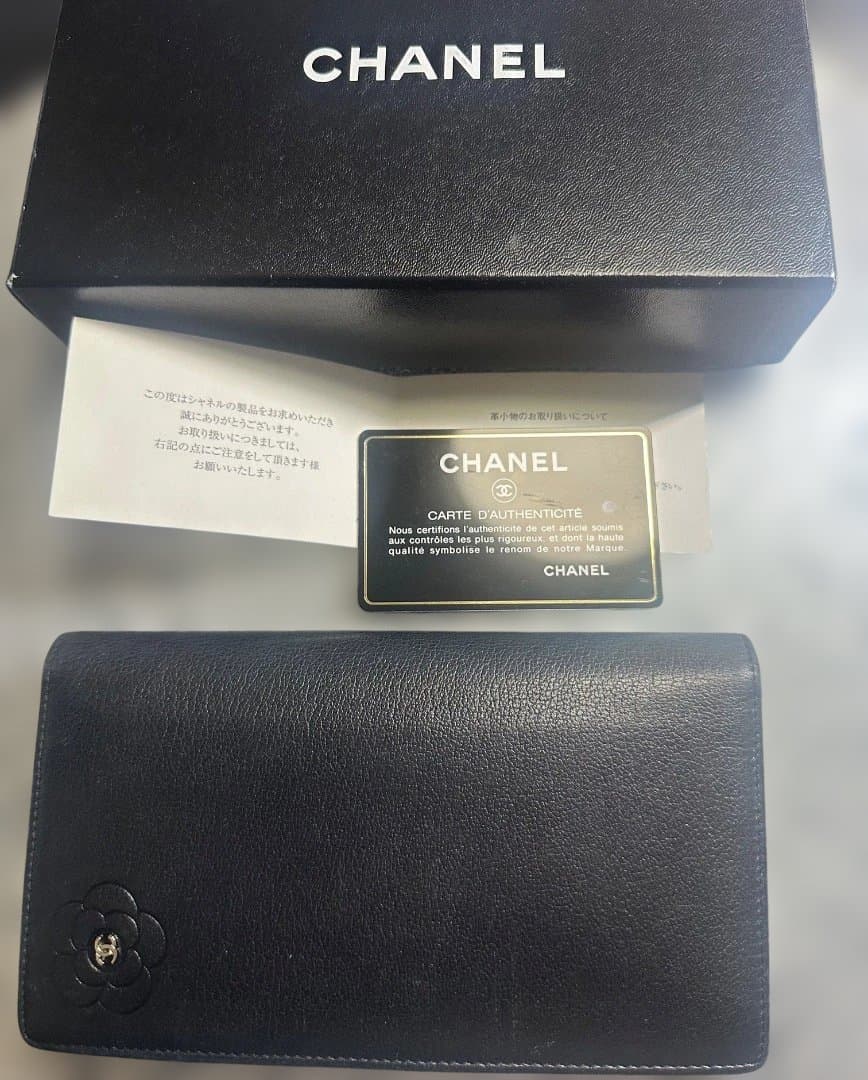 CHANEL
この度はシャネルの製品をお求めいただき
誠にありがとうございます。
お取り扱いにつきましては、
右記の点にご注意をして頂きます様
お願いいたします。
革小物のお取り扱いについて
ださい。
CHANEL
CARTE D'AUTHENTICITÉ
Nous certifions l'authenticité de cet article soumis
aux contrôles les plus rigoureux, et dont la haute
qualité symbolise le renom de notre Marque.
CHANEL